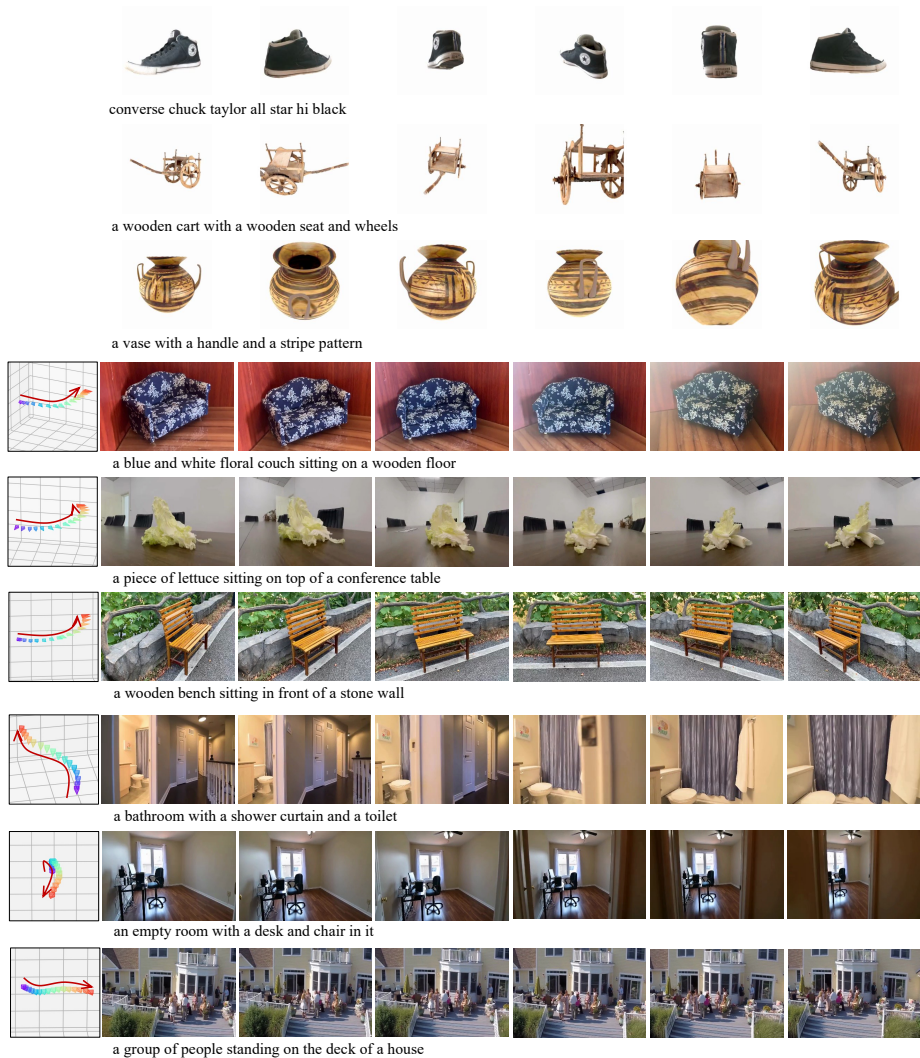 converse chuck taylor all star hi black
a wooden cart with a wooden seat and wheels
a vase with a handle and a stripe pattern
a blue and white floral couch sitting on a wooden floor
a piece of lettuce sitting on top of a conference table
a wooden bench sitting in front of a stone wall
a bathroom with a shower curtain and a toilet
an empty room with a desk and chair in it
a group of people standing on the deck of a house